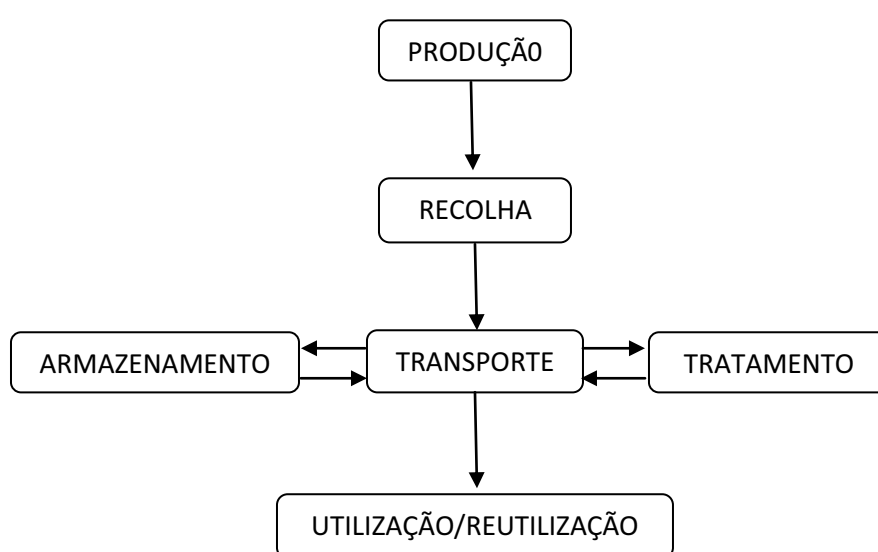 PRODUÇÃ0
RECOLHA
ARMAZENAMENTO
TRANSPORTE
TRATAMENTO
UTILIZAÇÃO/REUTILIZAÇÃO